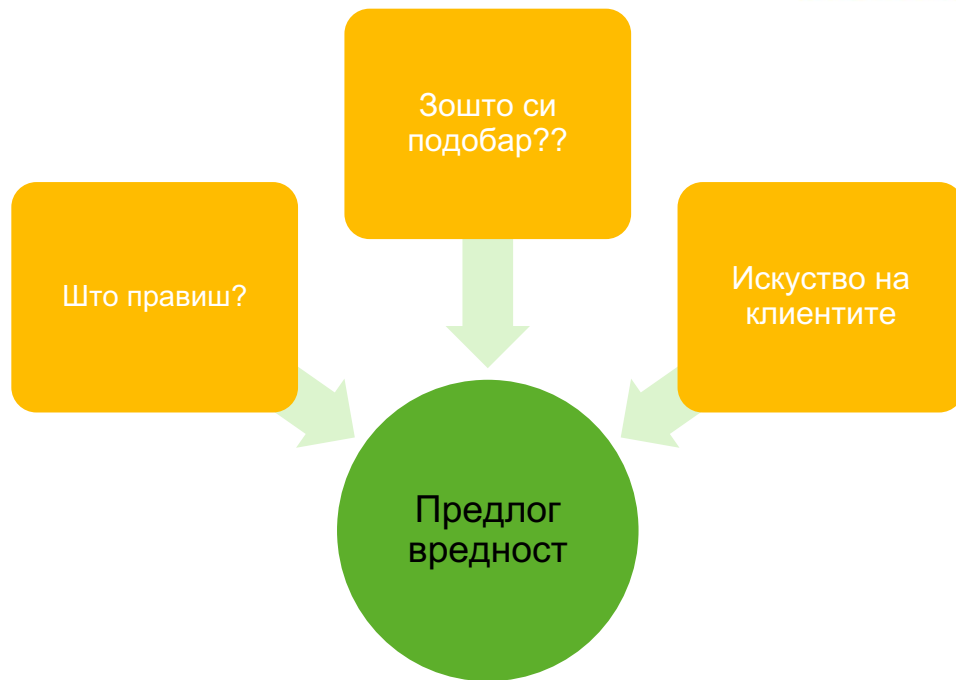 Зошто си
подобар??
Што правиш?
Искуство на
клиентите
Предлог
вредност